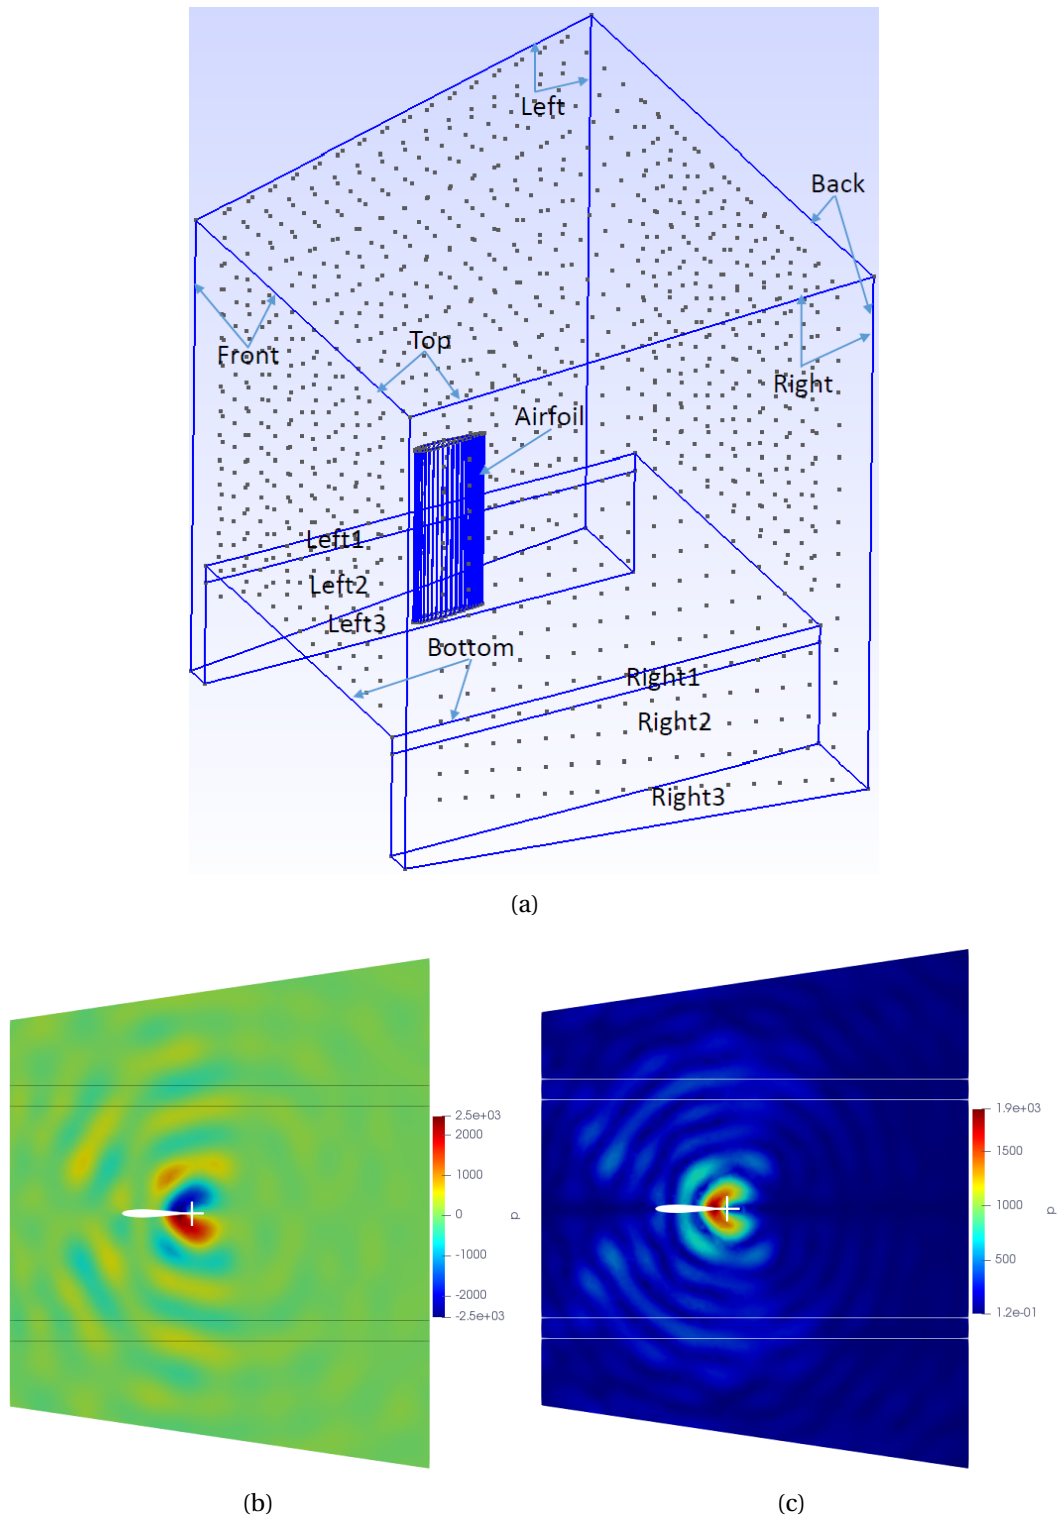 Left
Back
Front
Top
Right
Airfoil
Left1
Left2
Left3
Bottom
Right1
Right2
Right3
(a)
2.5e+03
2000
1000
0
-1000
-2000
-2.5e+03
p
1.9e+03
1500
1000
500
1.2e-01
p
(b)
(c)